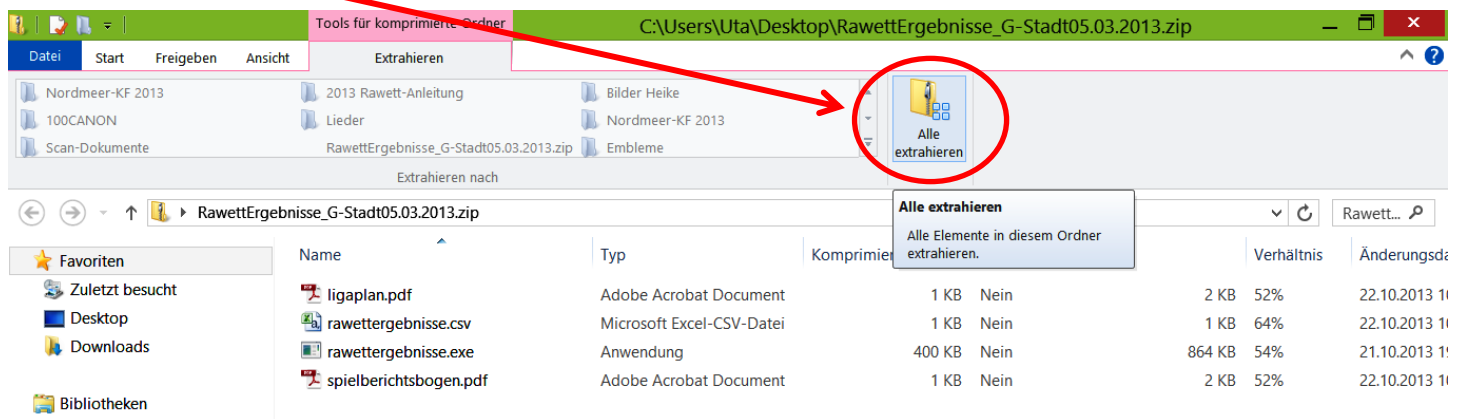 Tools für komprimierte Ordner
C:\Users\Uta\Desktop\RawettErgebnisse_G-Stadt05.03.2013.zip
Datei Start Freigeben Ansicht Extrahieren
Nordmeer-KF 2013 2013 Rawett-Anleitung Bilder Heike
100CANON Lieder Nordmeer-KF 2013
Scan-Dokumente RawettErgebnisse_G-Stadt05.03.2013.zip Embleme
Alle
extrahieren
Extrahieren nach
RawettErgebnisse_G-Stadt05.03.2013.zip Rawett...
Alle extrahieren
Alle Elemente in diesem Ordner
extrahieren.
Name Typ Komprimier Verhältnis Änderungsda
ligaplan.pdf Adobe Acrobat Document 1 KB Nein 2 KB 52% 22.10.2013
rawettergebnisse.csv Microsoft Excel-CSV-Datei 1 KB Nein 1 KB 64% 22.10.2013
rawettergebnisse.exe Anwendung 400 KB Nein 864 KB 54% 21.10.2013
spielberichtsbogen.pdf Adobe Acrobat Document 1 KB Nein 2 KB 52% 22.10.2013
Favoriten
Zuletzt besucht
Desktop
Downloads
Bibliotheken